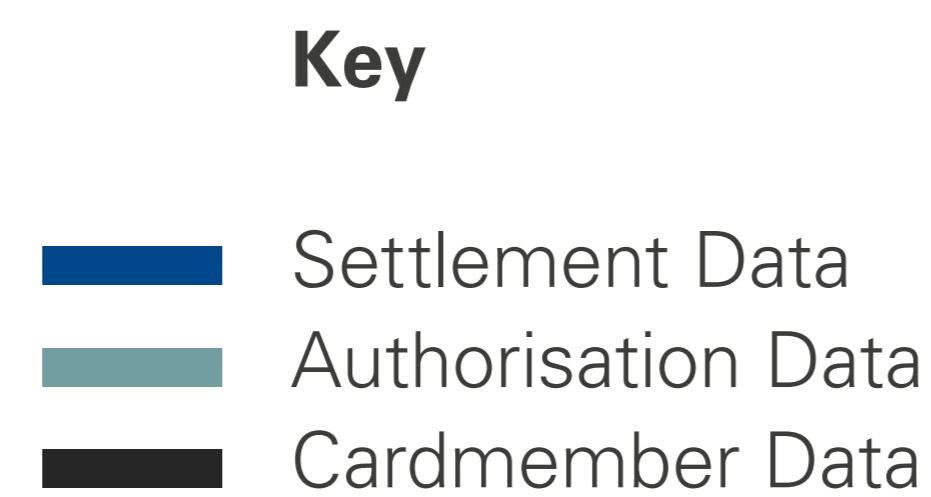 Key
Settlement Data
Authorisation Data
Cardmember Data